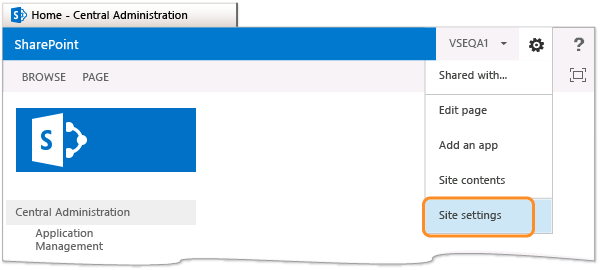 Home - Central Administration
SharePoint
VSEQA1
?
BROWSE PAGE
Shared with...
Edit page
Add an app
Site contents
Site settings
S
Central Administration
Application
Management